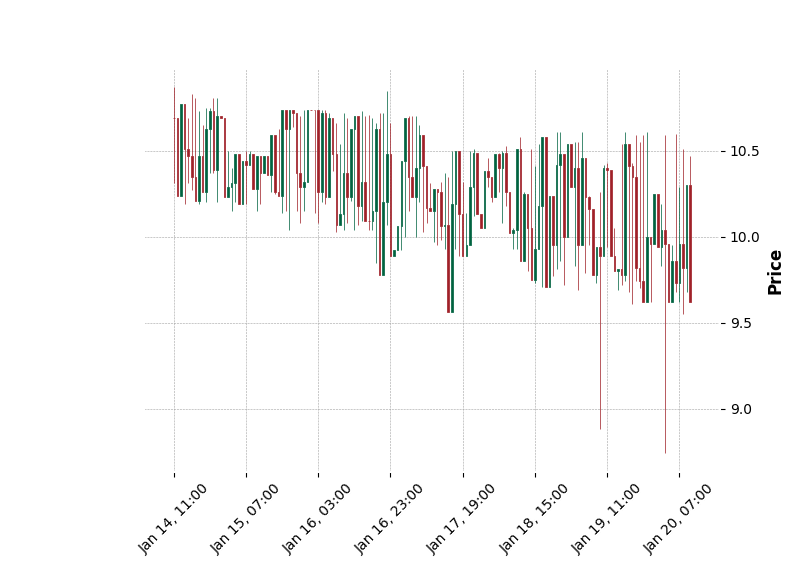 10.5
10.0
9.5
9.0
Price
Jan 14, 11:00
Jan 15, 07:00
Jan 16, 03:00
Jan 16, 23:00
Jan 17, 19:00
Jan 18, 15:00
Jan 19, 11:00
Jan 20, 07:00